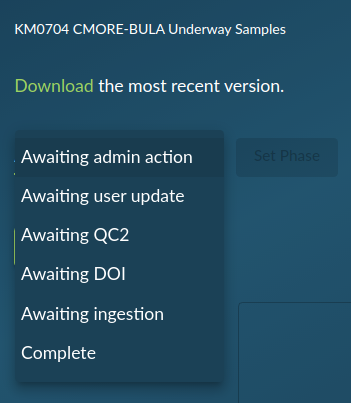 KM0704 CMORE-BULA Underway Samples
Download the most recent version.
Awaiting admin action
Set Phase
Awaiting user update
Awaiting QC2
Awaiting DOI
Awaiting ingestion
Complete